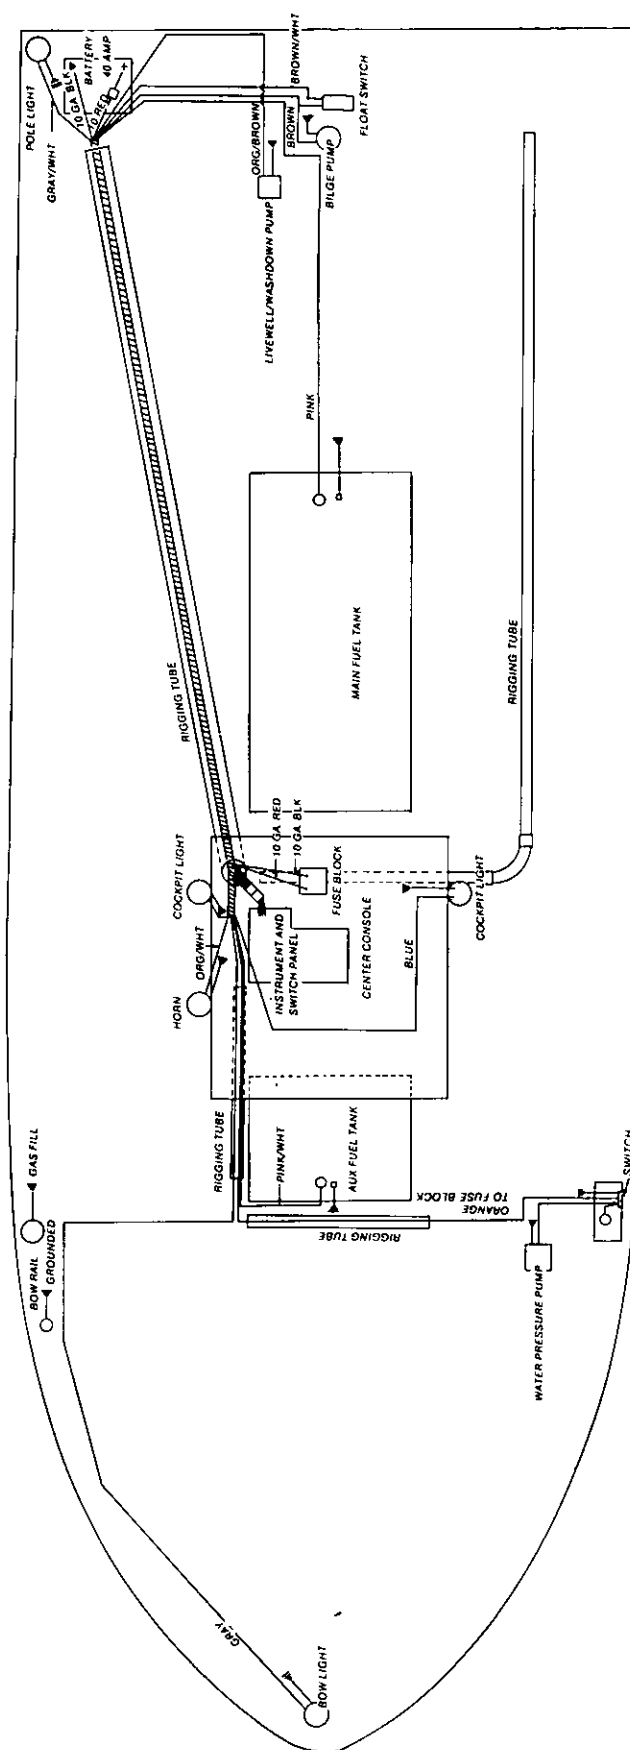 POLE LIGHT
GRAY/WHT
10 GA BLK
BATTERY
40 AMP
+
10 RED
BROWN/WHT
FLOAT SWITCH
ORG/BROWN
BROWN
BILGE PUMP
LIVEWELL/WASHDOWN PUMP
PINK
RIGGING TUBE
MAIN FUEL TANK
RIGGING TUBE
COCKPIT LIGHT
10 GA. RED
10 GA. BLK
FUSE BLOCK
COCKPIT LIGHT
ORG/WHT
HORN
INSTRUMENT AND
SWITCH PANEL
CENTER CONSOLE
BLUE
RIGGING TUBE
PINK/WHT
AUX FUEL TANK
GAS FILL
BOW RAIL
GROUNDED
RIGGING TUBE
ORANGE
TO FUSE BLOCK
SWITCH
WATER PRESSURE PUMP
GRAY
BOW LIGHT